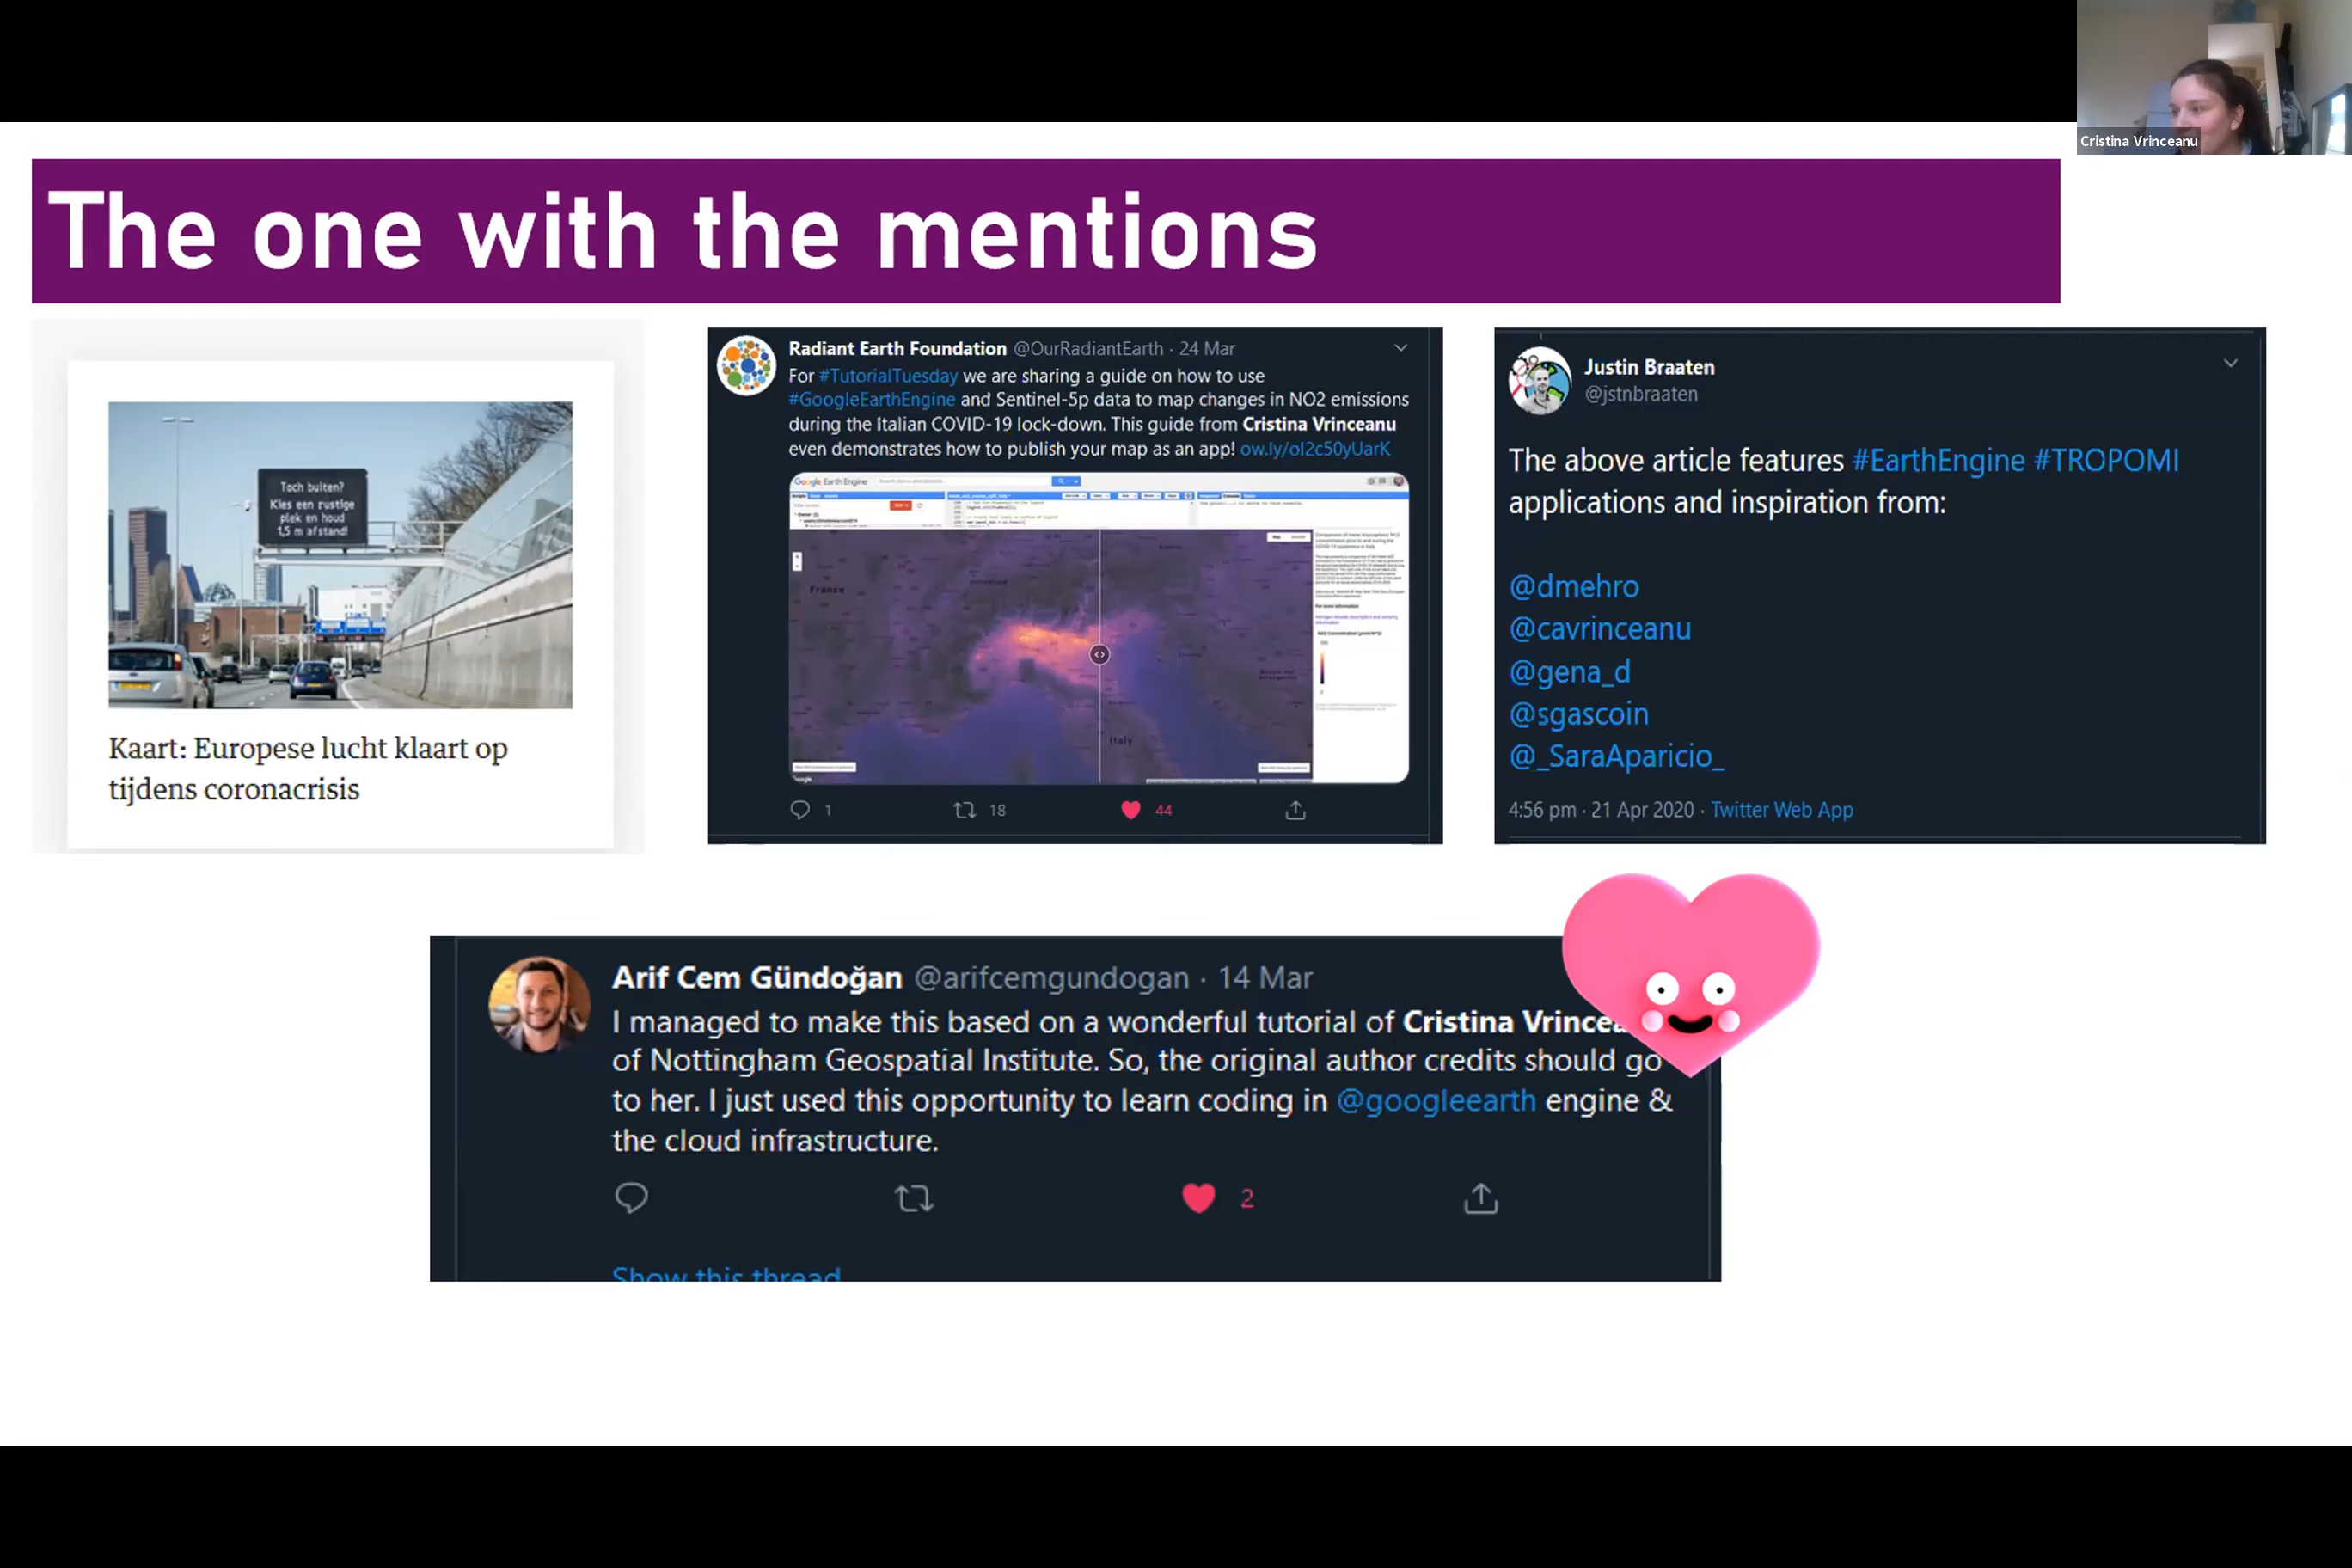 Cristina Vrinceanu
The one with the mentions
Toch buiten?
Kies een rustige
plek en houd
1,5 m afstand!
Kaart: Europese lucht klaart op
tijdens coronacrisis
Radiant Earth Foundation @OurRadiantEarth · 24 Mar
For #TutorialTuesday we are sharing a guide on how to use
#GoogleEarthEngine and Sentinel-5p data to map changes in NO2 emissions
during the Italian COVID-19 lock-down. This guide from Cristina Vrinceanu
even demonstrates how to publish your map as an app! ow.ly/oI2c50yUarK
Google Earth Engine
France
Italy
Google
1 18 44
Justin Braaten
@jstnbraaten
The above article features #EarthEngine #TROPOMI
applications and inspiration from:
@dmehro
@cavrinceanu
@gena_d
@sgascoin
@_SaraAparicio_
4:56 pm · 21 Apr 2020 · Twitter Web App
Arif Cem Gündoğan @arifcemgundogan · 14 Mar
I managed to make this based on a wonderful tutorial of Cristina
of Nottingham Geospatial Institute. So, the original author credits should go
to her. I just used this opportunity to learn coding in @googleearth engine &
the cloud infrastructure.
2
Show this thread